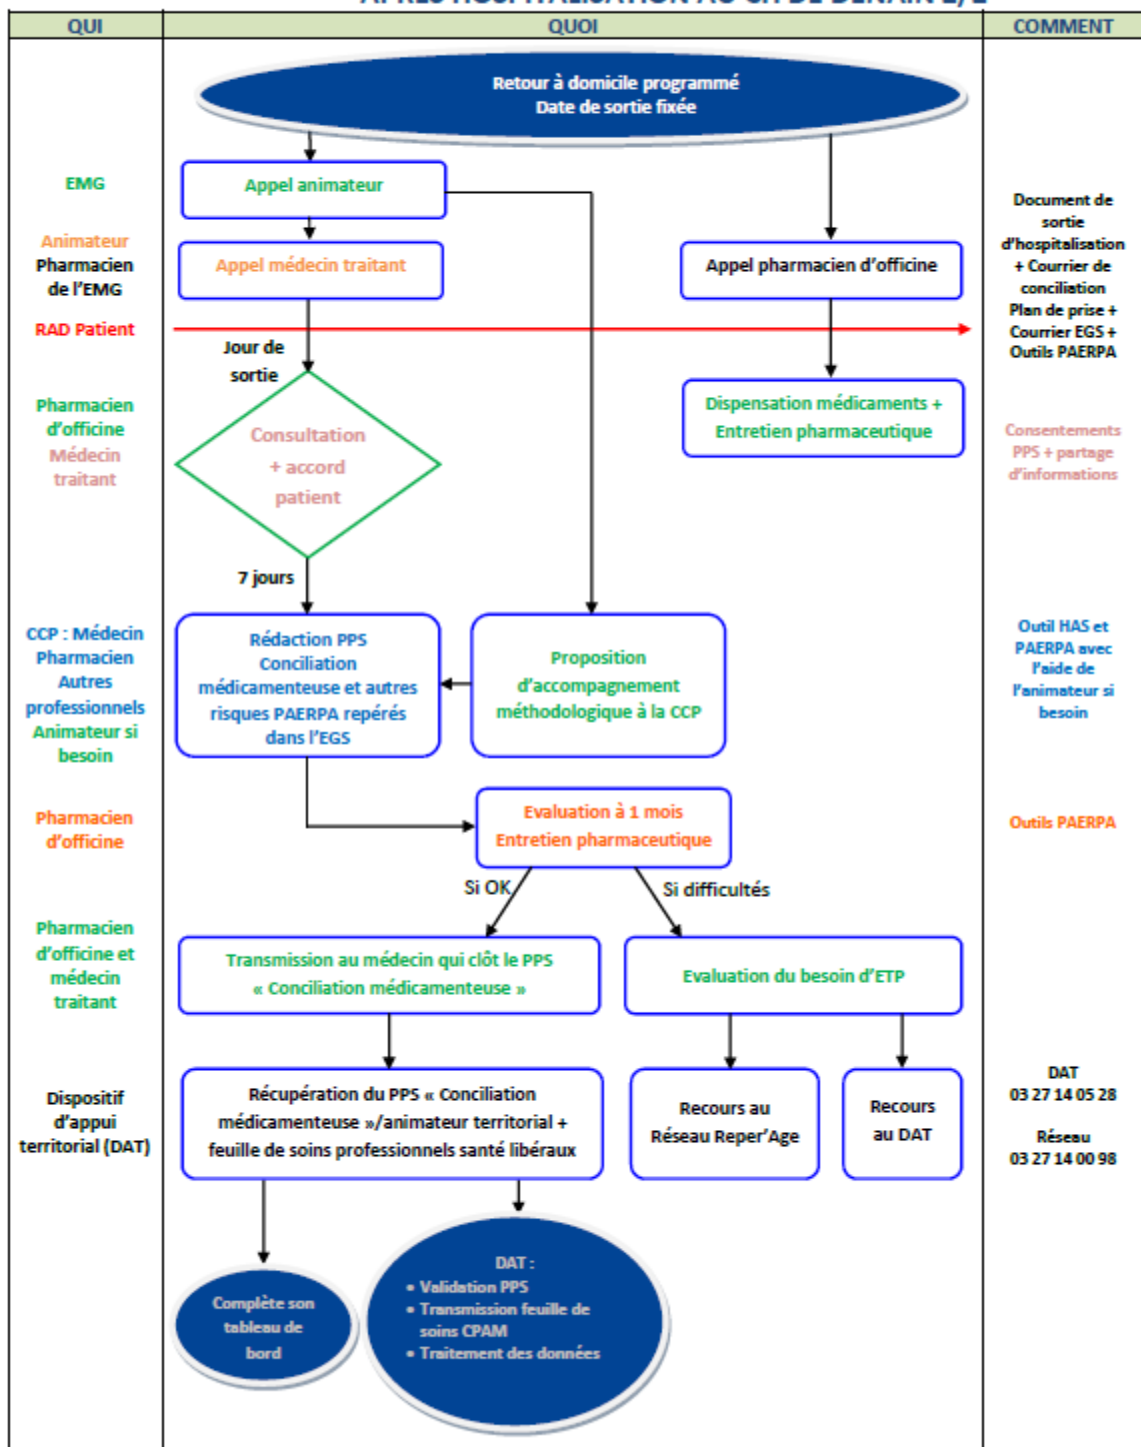 APRES HOSPITALISATION AU CH DE DENAIN 2/2
QUI
QUOI
COMMENT
Retour à domicile programmé
Date de sortie fixée
EMG
Appel animateur
Animateur
Pharmacien
de l'EMG
Appel médecin traitant
Appel pharmacien d'officine
Document de
sortie
d'hospitalisation
+ Courrier de
conciliation
Plan de prise +
Courrier EGS +
Outils PAERPA
RAD Patient
Jour de
sortie
Pharmacien
d'officine
Médecin
traitant
Consultation
+ accord
patient
Dispensation médicaments +
Entretien pharmaceutique
Consentements
PPS + partage
d'informations
7 jours
CCP : Médecin
Pharmacien
Autres
professionnels
Animateur si
besoin
Rédaction PPS
Conciliation
médicamenteuse et autres
risques PAERPA repérés
dans l'EGS
Proposition
d'accompagnement
méthodologique à la CCP
Outil HAS et
PAERPA avec
l'aide de
l'animateur si
besoin
Pharmacien
d'officine
Evaluation à 1 mois
Entretien pharmaceutique
Outils PAERPA
Si OK
Si difficultés
Pharmacien
d'officine et
médecin
traitant
Transmission au médecin qui clôt le PPS
« Conciliation médicamenteuse »
Evaluation du besoin d'ETP
Dispositif
d'appui
territorial (DAT)
Récupération du PPS « Conciliation
médicamenteuse »/animateur territorial +
feuille de soins professionnels santé libéraux
Recours au
Réseau Reper'Age
Recours
au DAT
DAT
03 27 14 05 28
Réseau
03 27 14 00 98
Complète son
tableau de
bord
DAT :
• Validation PPS
• Transmission feuille de
soins CPAM
• Traitement des données